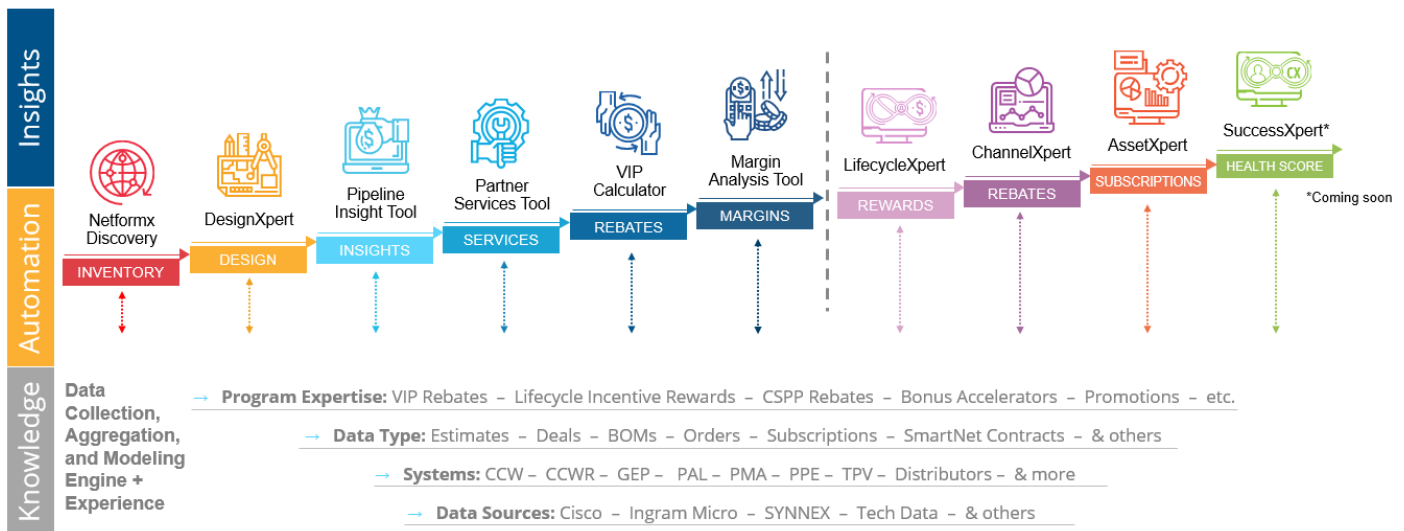 Insights
Automation
Knowledge
Netformx
Discovery
INVENTORY
DesignXpert
DESIGN
Pipeline
Insight Tool
INSIGHTS
Partner
Services Tool
SERVICES
VIP
Calculator
REBATES
Margin
Analysis Tool
MARGINS
LifecycleXpert
REWARDS
ChannelXpert
REBATES
AssetXpert
SUBSCRIPTIONS
CX
SuccessXpert*
HEALTH SCORE
*Coming soon
Data
Collection,
Aggregation,
and Modeling
Engine +
Experience
→ Program Expertise: VIP Rebates – Lifecycle Incentive Rewards – CSPP Rebates – Bonus Accelerators – Promotions – etc.
→ Data Type: Estimates – Deals – BOMs – Orders – Subscriptions – SmartNet Contracts – & others
→ Systems: CCW – CCWR – GEP – PAL – PMA – PPE – TPV – Distributors – & more
→ Data Sources: Cisco – Ingram Micro – SYNNEX – Tech Data – & others